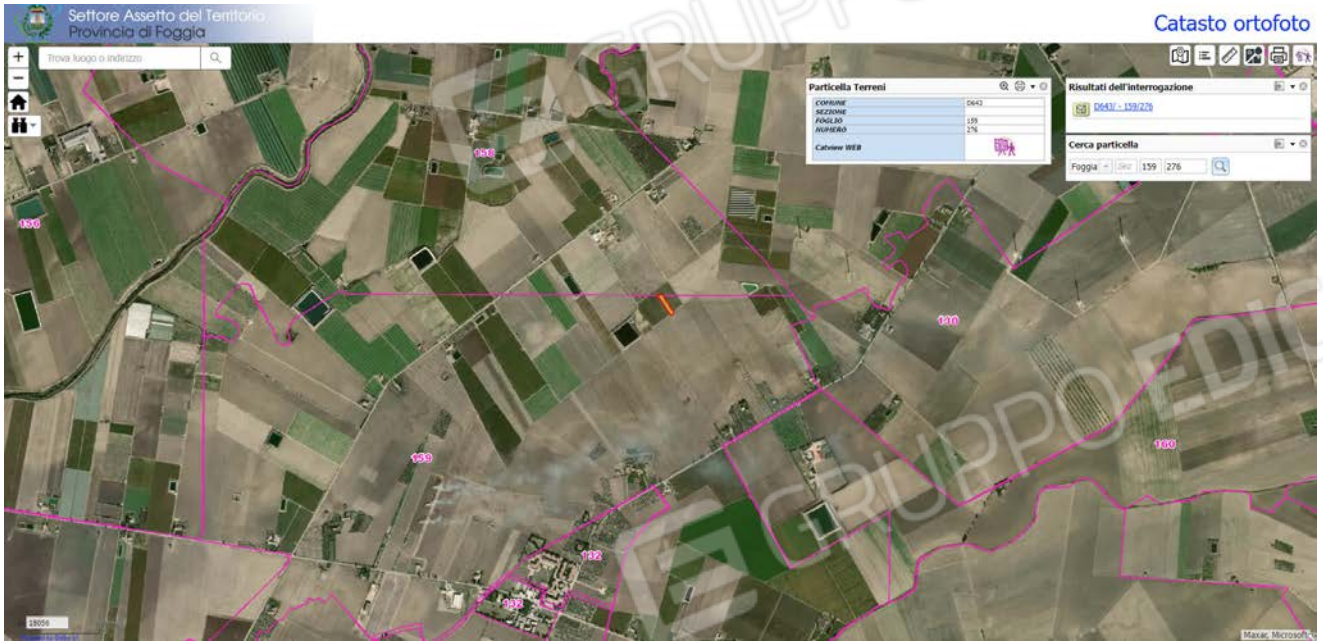 Settore Assetto del Territorio
Provincia di Foggia
Catasto ortofoto
+
Trova luogo o indirizzo
−
Particella Terreni
COMUNE D643
SEZIONE
FOGLIO 159
NUMERO 276
Catview WEB
Risultati dell'interrogazione
D643/ - 159/276
Cerca particella
Foggia Sez 159 276
158
156
159
160
132
132
18056
Maxar, Microsoft
GRUPPO
GRUPPO EDIC